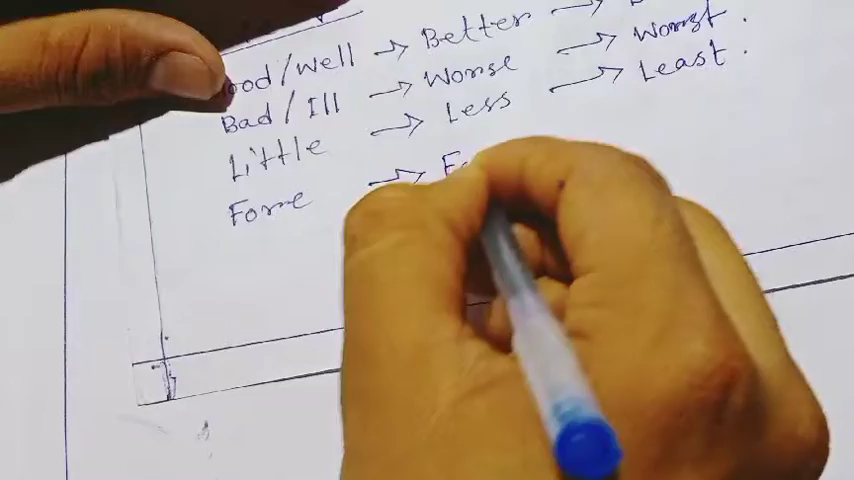 ood/Well → Better →
Bad/Ill → Worse → Worst.
Little → Less → Least.
Fore → F